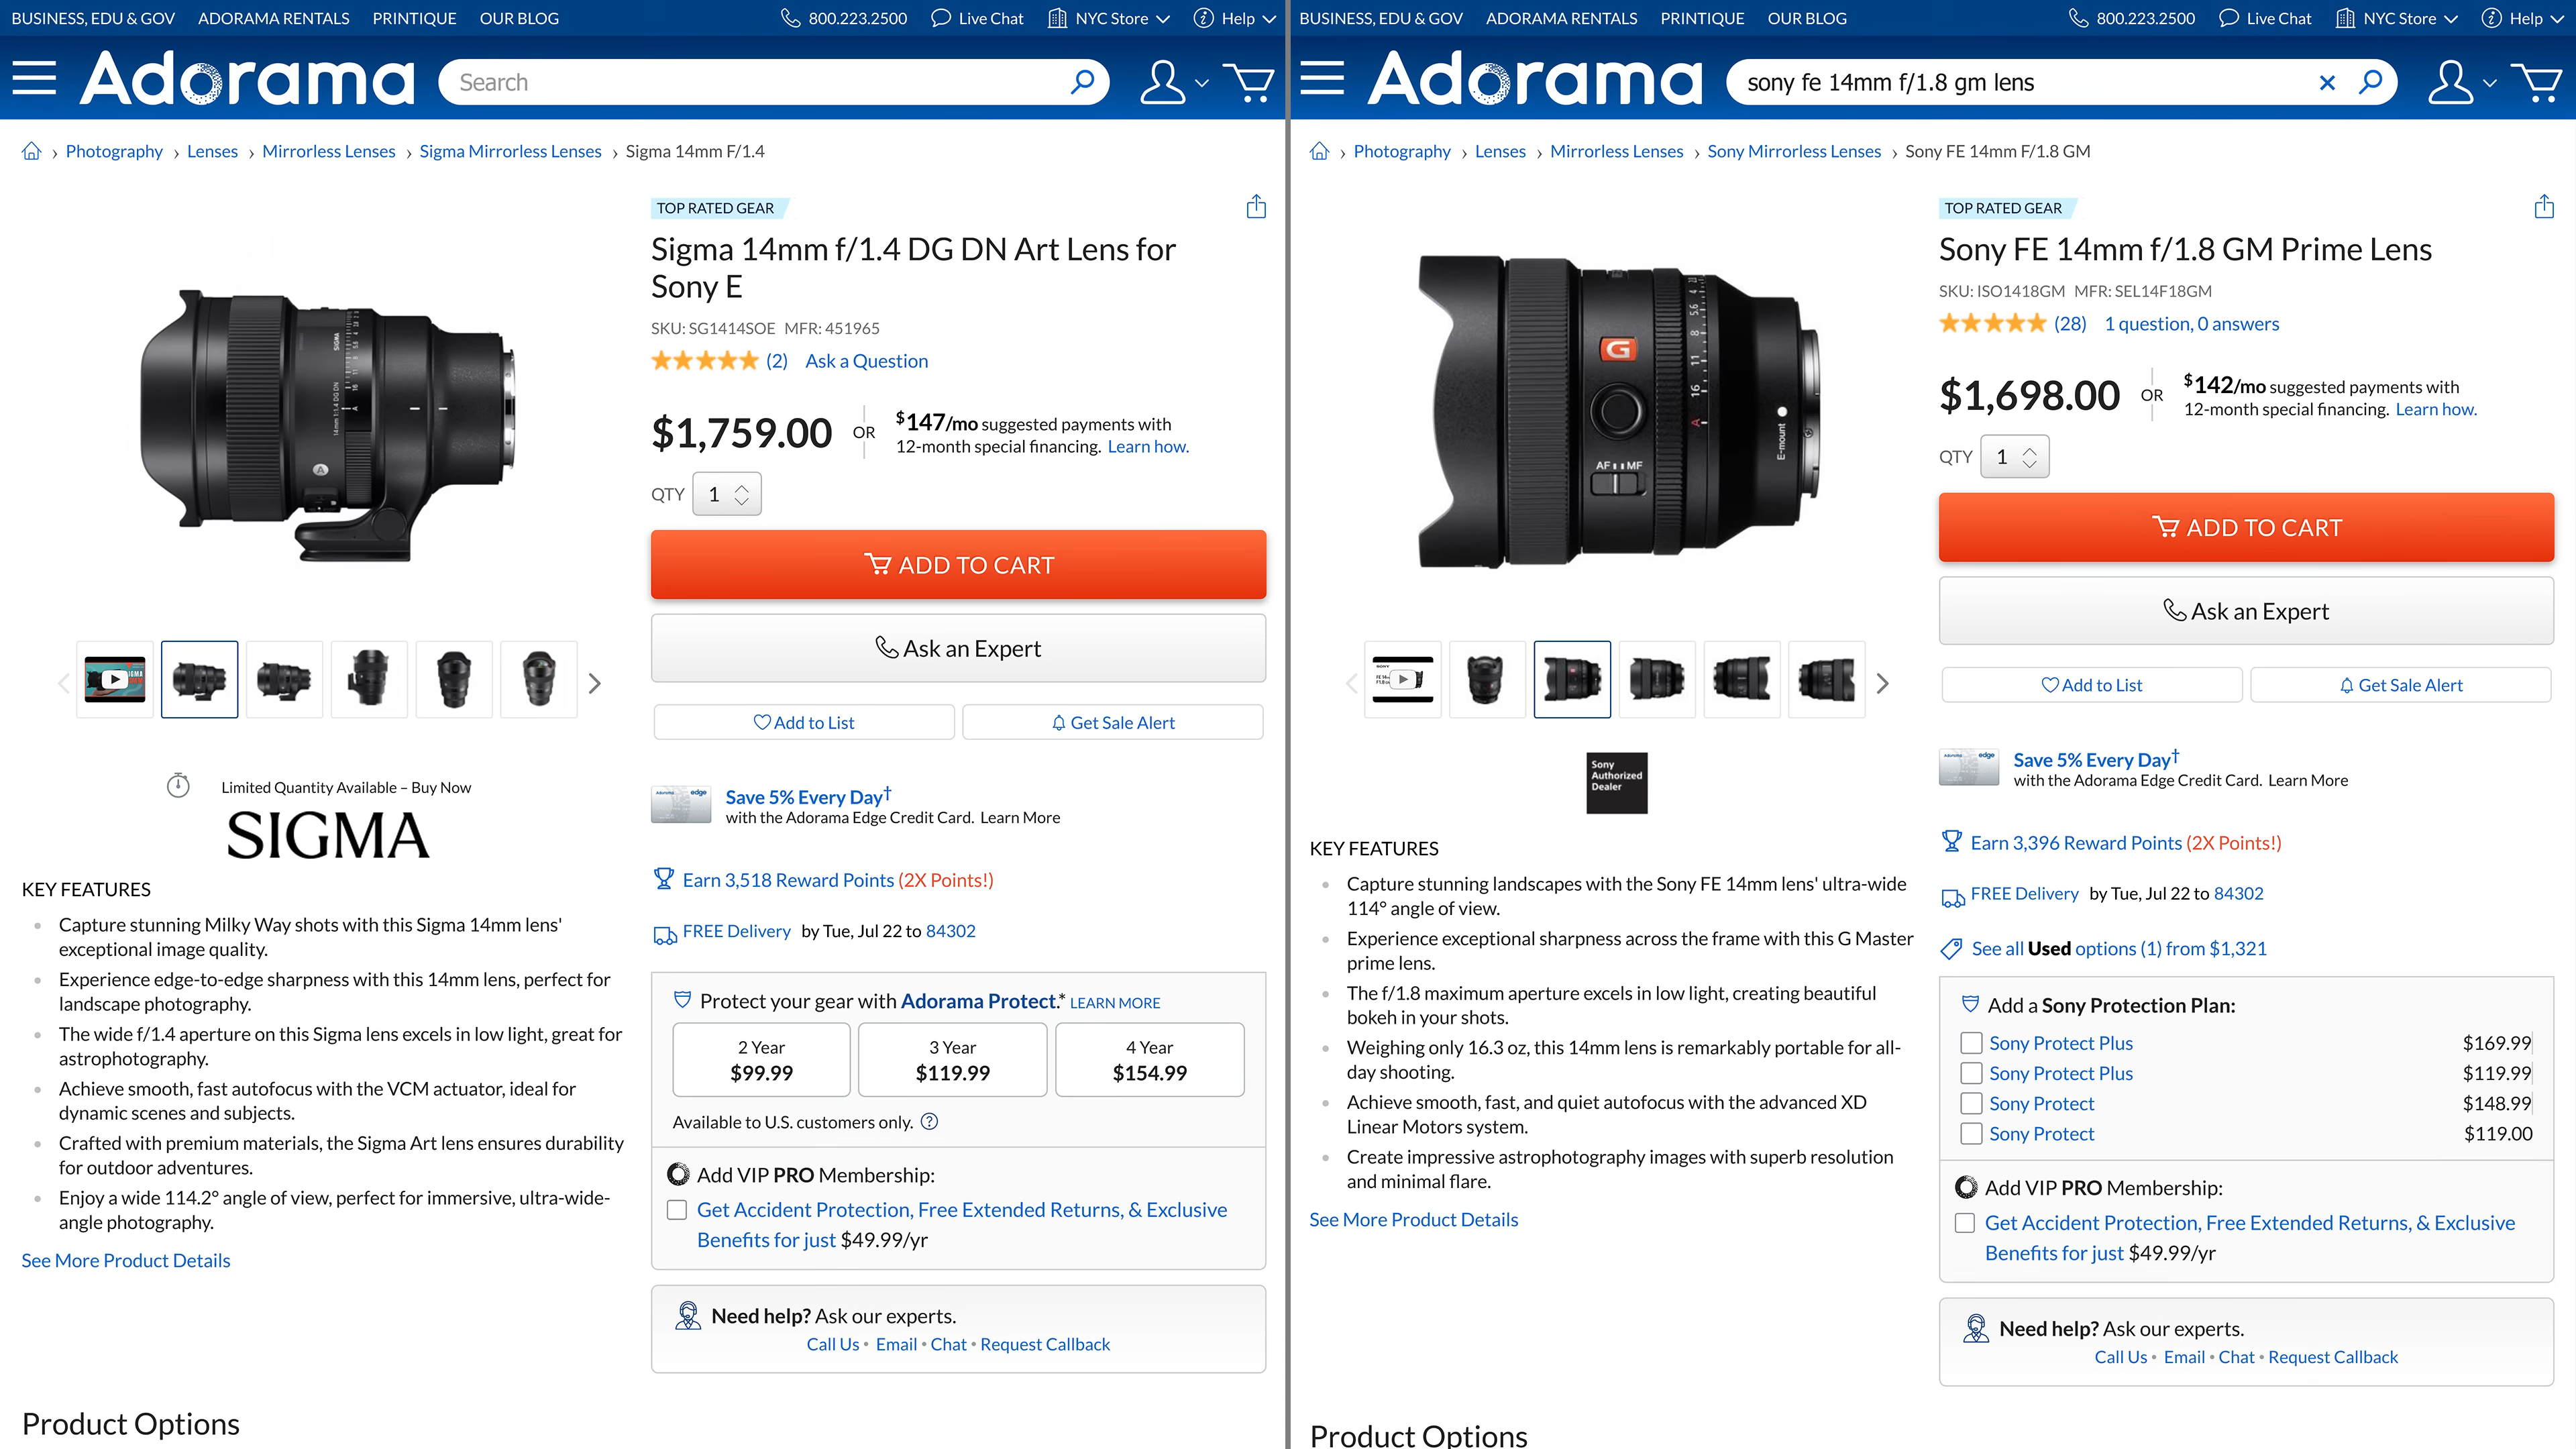 BUSINESS, EDU & GOV ADORAMA RENTALS PRINTIQUE OUR BLOG 800.223.2500 Live Chat NYC Store Help
Adorama Search
Photography › Lenses › Mirrorless Lenses › Sigma Mirrorless Lenses › Sigma 14mm F/1.4
TOP RATED GEAR
Sigma 14mm f/1.4 DG DN Art Lens for
Sony E
SKU: SG1414SOE MFR: 451965
(2) Ask a Question
$1,759.00 OR $147/mo suggested payments with
12-month special financing. Learn how.
QTY 1
ADD TO CART
Ask an Expert
Add to List Get Sale Alert
Limited Quantity Available – Buy Now
SIGMA
KEY FEATURES
Capture stunning Milky Way shots with this Sigma 14mm lens'
exceptional image quality.
Experience edge-to-edge sharpness with this 14mm lens, perfect for
landscape photography.
The wide f/1.4 aperture on this Sigma lens excels in low light, great for
astrophotography.
Achieve smooth, fast autofocus with the VCM actuator, ideal for
dynamic scenes and subjects.
Crafted with premium materials, the Sigma Art lens ensures durability
for outdoor adventures.
Enjoy a wide 114.2° angle of view, perfect for immersive, ultra-wide-
angle photography.
See More Product Details
Save 5% Every Day†
with the Adorama Edge Credit Card. Learn More
Earn 3,518 Reward Points (2X Points!)
FREE Delivery by Tue, Jul 22 to 84302
Protect your gear with Adorama Protect.* LEARN MORE
2 Year 3 Year 4 Year
$99.99 $119.99 $154.99
Available to U.S. customers only. ?
Add VIP PRO Membership:
Get Accident Protection, Free Extended Returns, & Exclusive
Benefits for just $49.99/yr
Need help? Ask our experts.
Call Us • Email • Chat • Request Callback
Product Options
BUSINESS, EDU & GOV ADORAMA RENTALS PRINTIQUE OUR BLOG 800.223.2500 Live Chat NYC Store Help
Adorama sony fe 14mm f/1.8 gm lens
Photography › Lenses › Mirrorless Lenses › Sony Mirrorless Lenses › Sony FE 14mm F/1.8 GM
TOP RATED GEAR
Sony FE 14mm f/1.8 GM Prime Lens
SKU: ISO1418GM MFR: SEL14F18GM
(28) 1 question, 0 answers
$1,698.00 OR $142/mo suggested payments with
12-month special financing. Learn how.
QTY 1
ADD TO CART
Ask an Expert
Add to List Get Sale Alert
G
AF MF
E-mount
Sony
Authorized
Dealer
KEY FEATURES
Capture stunning landscapes with the Sony FE 14mm lens' ultra-wide
114° angle of view.
Experience exceptional sharpness across the frame with this G Master
prime lens.
The f/1.8 maximum aperture excels in low light, creating beautiful
bokeh in your shots.
Weighing only 16.3 oz, this 14mm lens is remarkably portable for all-
day shooting.
Achieve smooth, fast, and quiet autofocus with the advanced XD
Linear Motors system.
Create impressive astrophotography images with superb resolution
and minimal flare.
See More Product Details
Save 5% Every Day†
with the Adorama Edge Credit Card. Learn More
Earn 3,396 Reward Points (2X Points!)
FREE Delivery by Tue, Jul 22 to 84302
See all Used options (1) from $1,321
Add a Sony Protection Plan:
Sony Protect Plus $169.99
Sony Protect Plus $119.99
Sony Protect $148.99
Sony Protect $119.00
Add VIP PRO Membership:
Get Accident Protection, Free Extended Returns, & Exclusive
Benefits for just $49.99/yr
Need help? Ask our experts.
Call Us • Email • Chat • Request Callback
Product Options